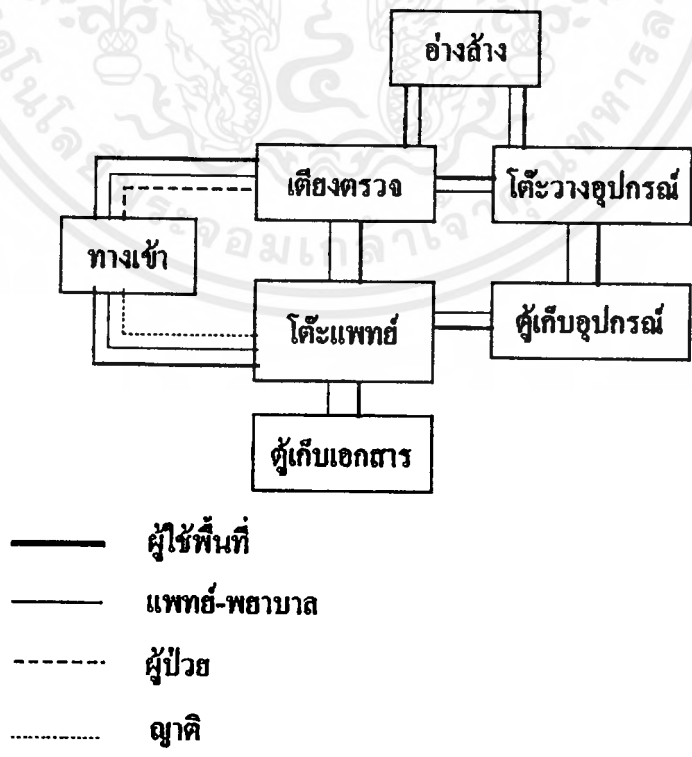 อ่างล้าง
เตียงตรวจ
โต๊ะวางอุปกรณ์
ทางเข้า
โต๊ะแพทย์
ตู้เก็บอุปกรณ์
ตู้เก็บเอกสาร
ผู้ใช้พื้นที่
แพทย์-พยาบาล
ผู้ป่วย
ญาติ